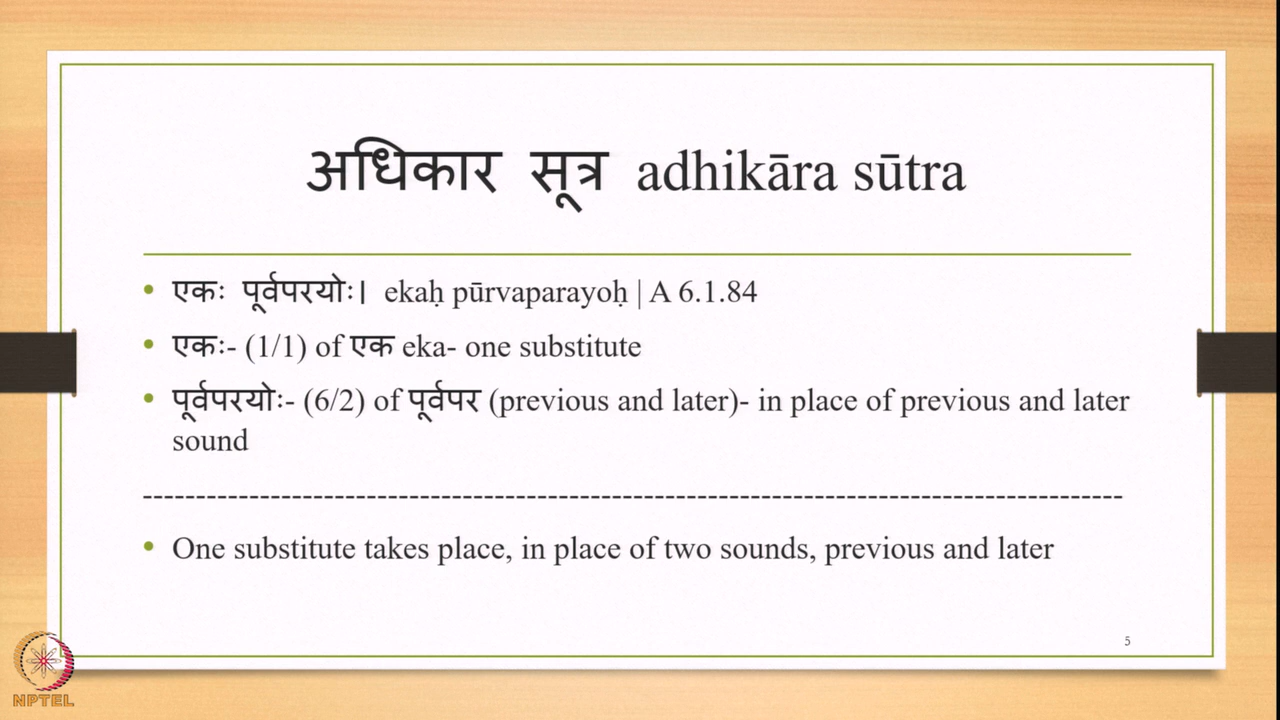 अधिकार सूत्र adhikāra sūtra
• एकः पूर्वपरयोः। ekaḥ pūrvaparayoḥ | A 6.1.84
• एकः- (1/1) of एक eka- one substitute
• पूर्वपरयोः- (6/2) of पूर्वपर (previous and later)- in place of previous and later
sound
---------------------------------------------------------------------------------------------
• One substitute takes place, in place of two sounds, previous and later
5
NPTEL